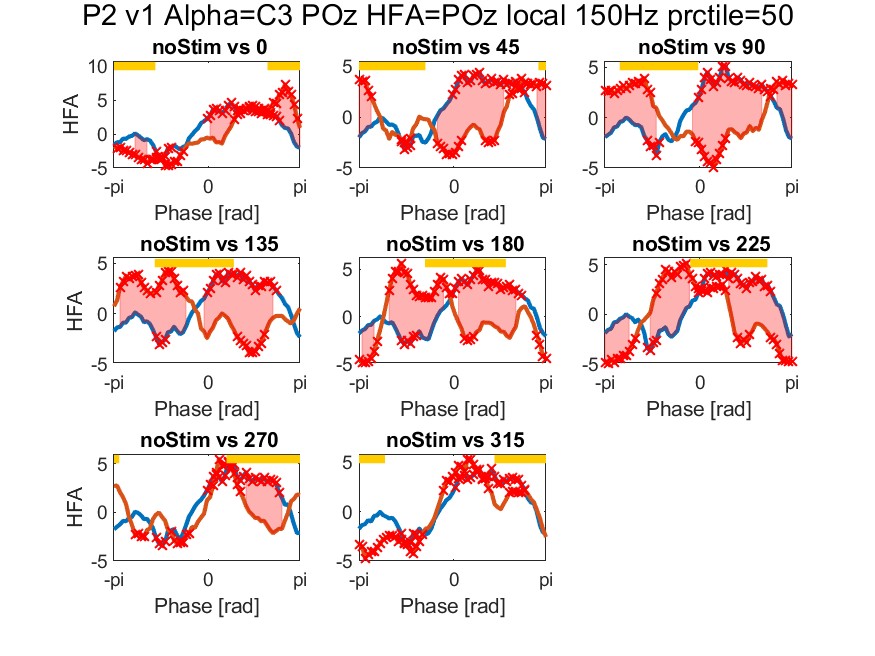 P2 v1 Alpha=C3 POz HFA=POz local 150Hz prctile=50
noStim vs 0
noStim vs 45
noStim vs 90
10
5
0
-5
HFA
-pi
0
pi
Phase [rad]
5
0
-5
-pi
0
pi
Phase [rad]
5
0
-5
-pi
0
pi
Phase [rad]
noStim vs 135
noStim vs 180
noStim vs 225
5
0
-5
HFA
-pi
0
pi
Phase [rad]
5
0
-5
-pi
0
pi
Phase [rad]
5
0
-5
-pi
0
pi
Phase [rad]
noStim vs 270
noStim vs 315
5
0
-5
HFA
-pi
0
pi
Phase [rad]
5
0
-5
-pi
0
pi
Phase [rad]